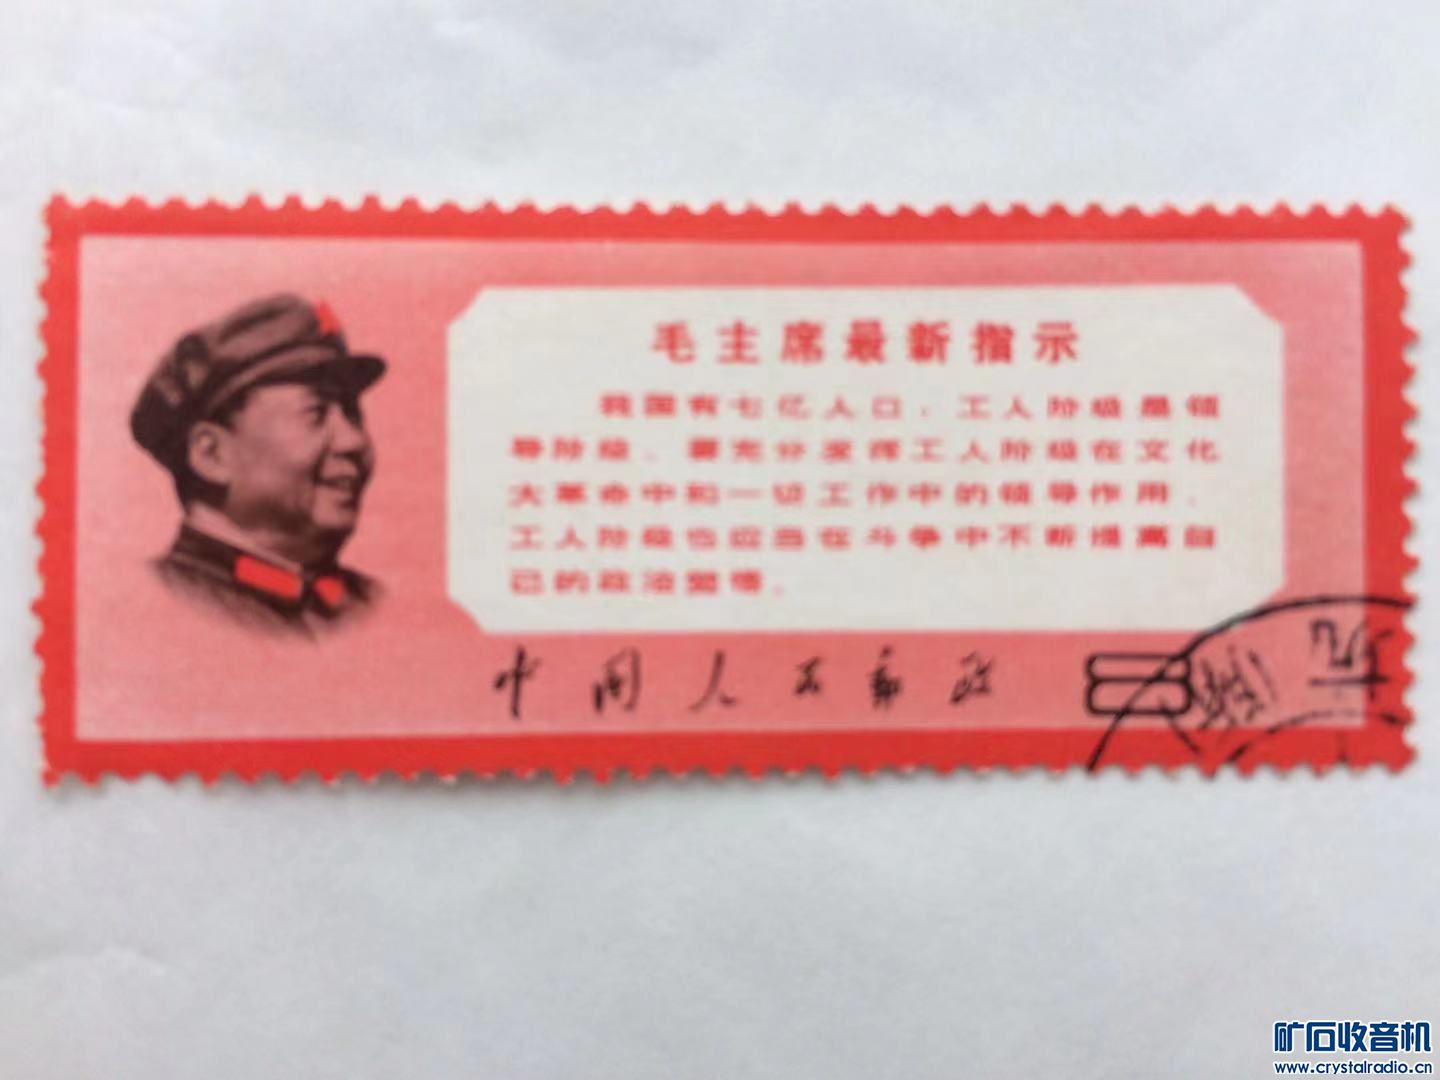 毛主席最新指示
我国有七亿人口，工人阶级是领
导阶级。要充分发挥工人阶级在文化
大革命中和一切工作中的领导作用。
工人阶级也应当在斗争中不断提高自
己的政治觉悟。
中国人民邮政
8
矿石收音机
www.crystalradio.cn